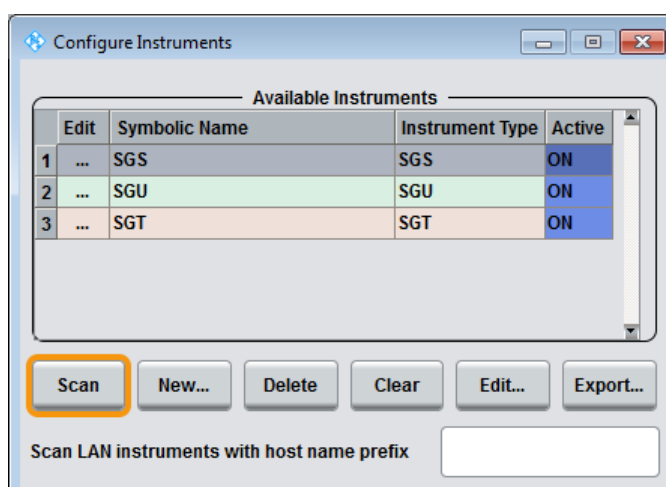 Configure Instruments
Available Instruments
Edit Symbolic Name Instrument Type Active
1 ... SGS SGS ON
2 ... SGU SGU ON
3 ... SGT SGT ON
Scan New... Delete Clear Edit... Export...
Scan LAN instruments with host name prefix